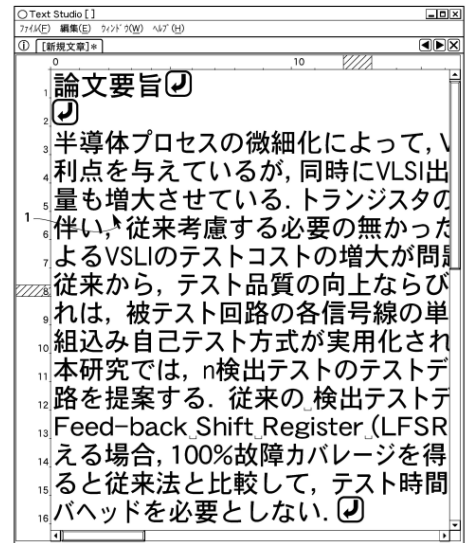 Text Studio [ ]
ファイル(F) 編集(E) ウィンドウ(W) ヘルプ(H)
[新規文章]*
0 10
1 論文要旨
2
3 半導体プロセスの微細化によって, V
4 利点を与えているが, 同時にVLSI出
5 量も増大させている. トランジスタの
1
6 伴い, 従来考慮する必要の無かった
7 よるVSLIのテストコストの増大が問題
8 従来から, テスト品質の向上ならび
9 れは, 被テスト回路の各信号線の単
10 組込み自己テスト方式が実用化され
11 本研究では, n検出テストのテストデ
12 路を提案する. 従来の 検出テストデ
13 Feed-back Shift Register (LFSR
14 える場合, 100%故障カバレージを得
15 ると従来法と比較して, テスト時間
16 バヘッドを必要としない.